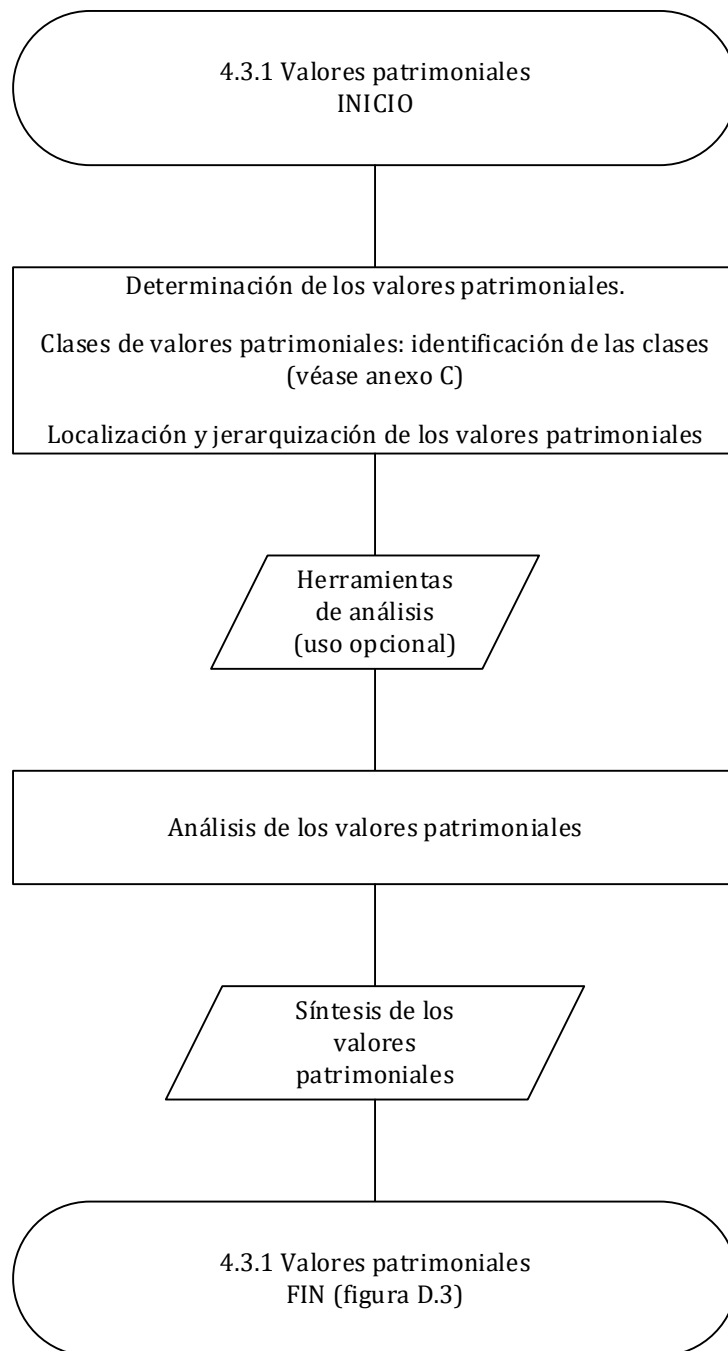 4.3.1 Valores patrimoniales
INICIO
Determinación de los valores patrimoniales.
Clases de valores patrimoniales: identificación de las clases
(véase anexo C)
Localización y jerarquización de los valores patrimoniales
Herramientas
de análisis
(uso opcional)
Análisis de los valores patrimoniales
Síntesis de los
valores
patrimoniales
4.3.1 Valores patrimoniales
FIN (figura D.3)